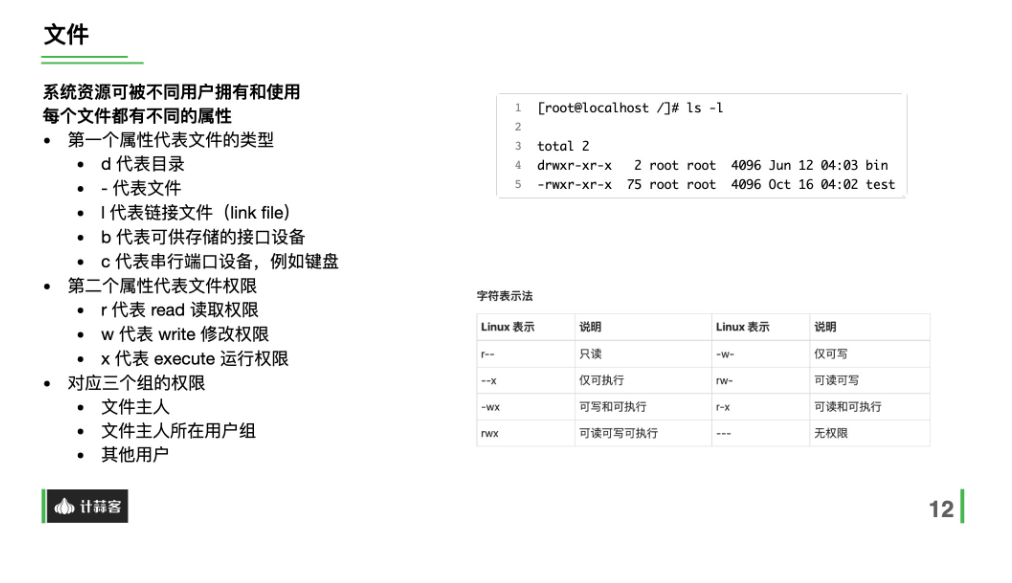 文件
系统资源可被不同用户拥有和使用
每个文件都有不同的属性
• 第一个属性代表文件的类型
• d 代表目录
• - 代表文件
• l 代表链接文件（link file）
• b 代表可供存储的接口设备
• c 代表串行端口设备，例如键盘
• 第二个属性代表文件权限
• r 代表 read 读取权限
• w 代表 write 修改权限
• x 代表 execute 运行权限
• 对应三个组的权限
• 文件主人
• 文件主人所在用户组
• 其他用户
1 [root@localhost /]# ls -l
2
3 total 2
4 drwxr-xr-x   2 root root  4096 Jun 12 04:03 bin
5 -rwxr-xr-x  75 root root  4096 Oct 16 04:02 test
字符表示法
Linux 表示 说明 Linux 表示 说明
r-- 只读 -w- 仅可写
--x 仅可执行 rw- 可读可写
-wx 可写和可执行 r-x 可读和可执行
rwx 可读可写可执行 --- 无权限
计蒜客
12